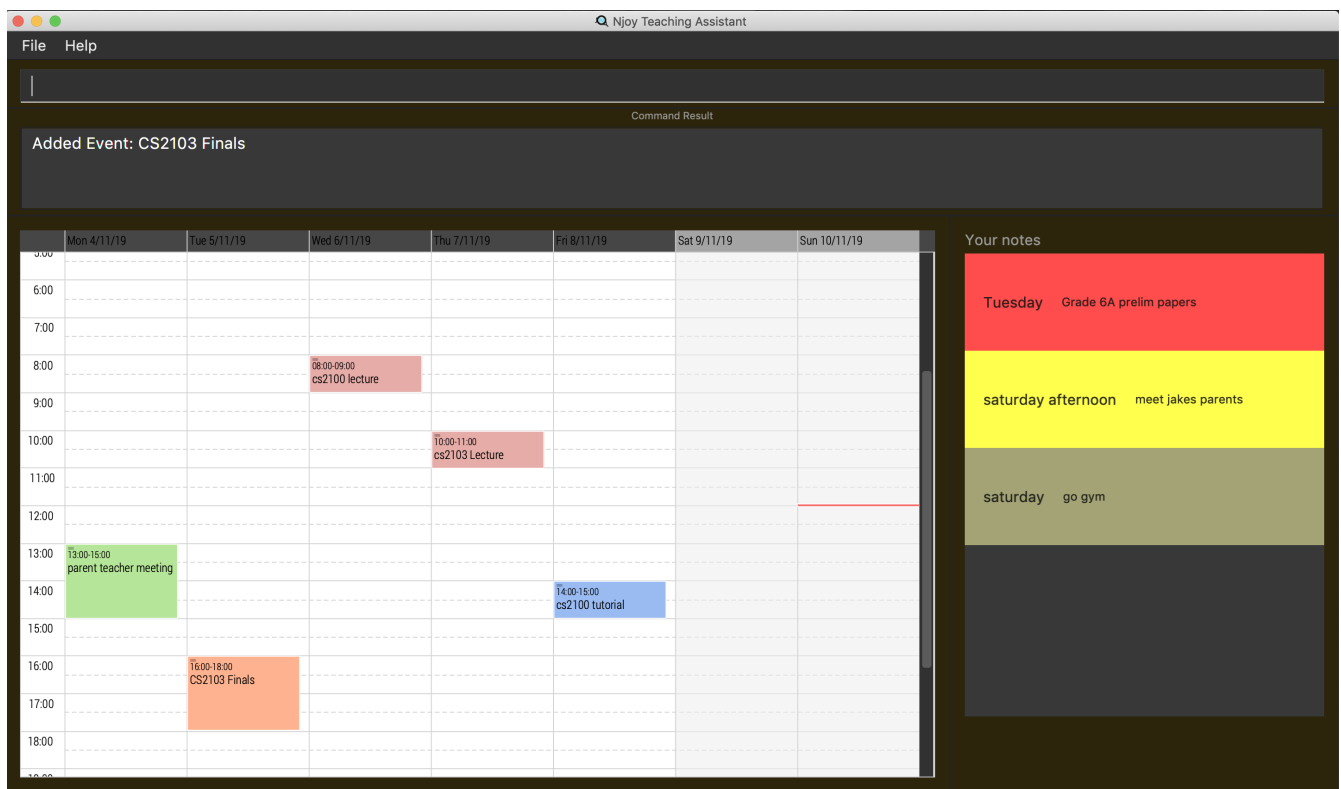 Njoy Teaching Assistant
File Help
Command Result
Added Event: CS2103 Finals
Mon 4/11/19 Tue 5/11/19 Wed 6/11/19 Thu 7/11/19 Fri 8/11/19 Sat 9/11/19 Sun 10/11/19
5:00
6:00
7:00
8:00
9:00
10:00
11:00
12:00
13:00
14:00
15:00
16:00
17:00
18:00
13:00-15:00
parent teacher meeting
16:00-18:00
CS2103 Finals
08:00-09:00
cs2100 lecture
10:00-11:00
cs2103 Lecture
14:00-15:00
cs2100 tutorial
Your notes
Tuesday Grade 6A prelim papers
saturday afternoon meet jakes parents
saturday go gym